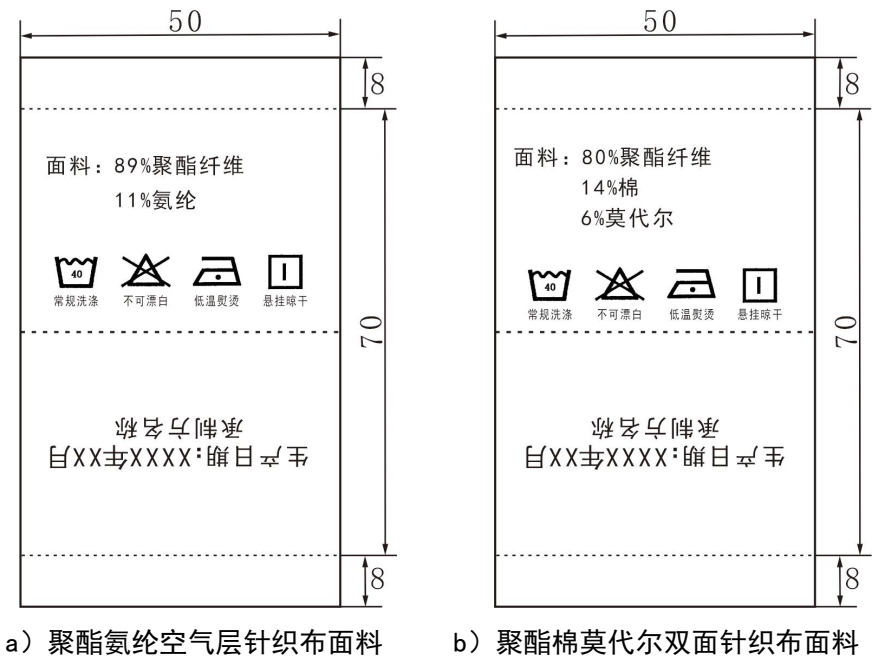 50
50
8
8
面料：89%聚酯纤维
11%氨纶
面料：80%聚酯纤维
14%棉
6%莫代尔
40
常规洗涤 不可漂白 低温熨烫 悬挂晾干
40
常规洗涤 不可漂白 低温熨烫 悬挂晾干
70
70
生产日期:XXXX年XX月
承制方名称
生产日期:XXXX年XX月
承制方名称
8
8
a）聚酯氨纶空气层针织布面料
b）聚酯棉莫代尔双面针织布面料